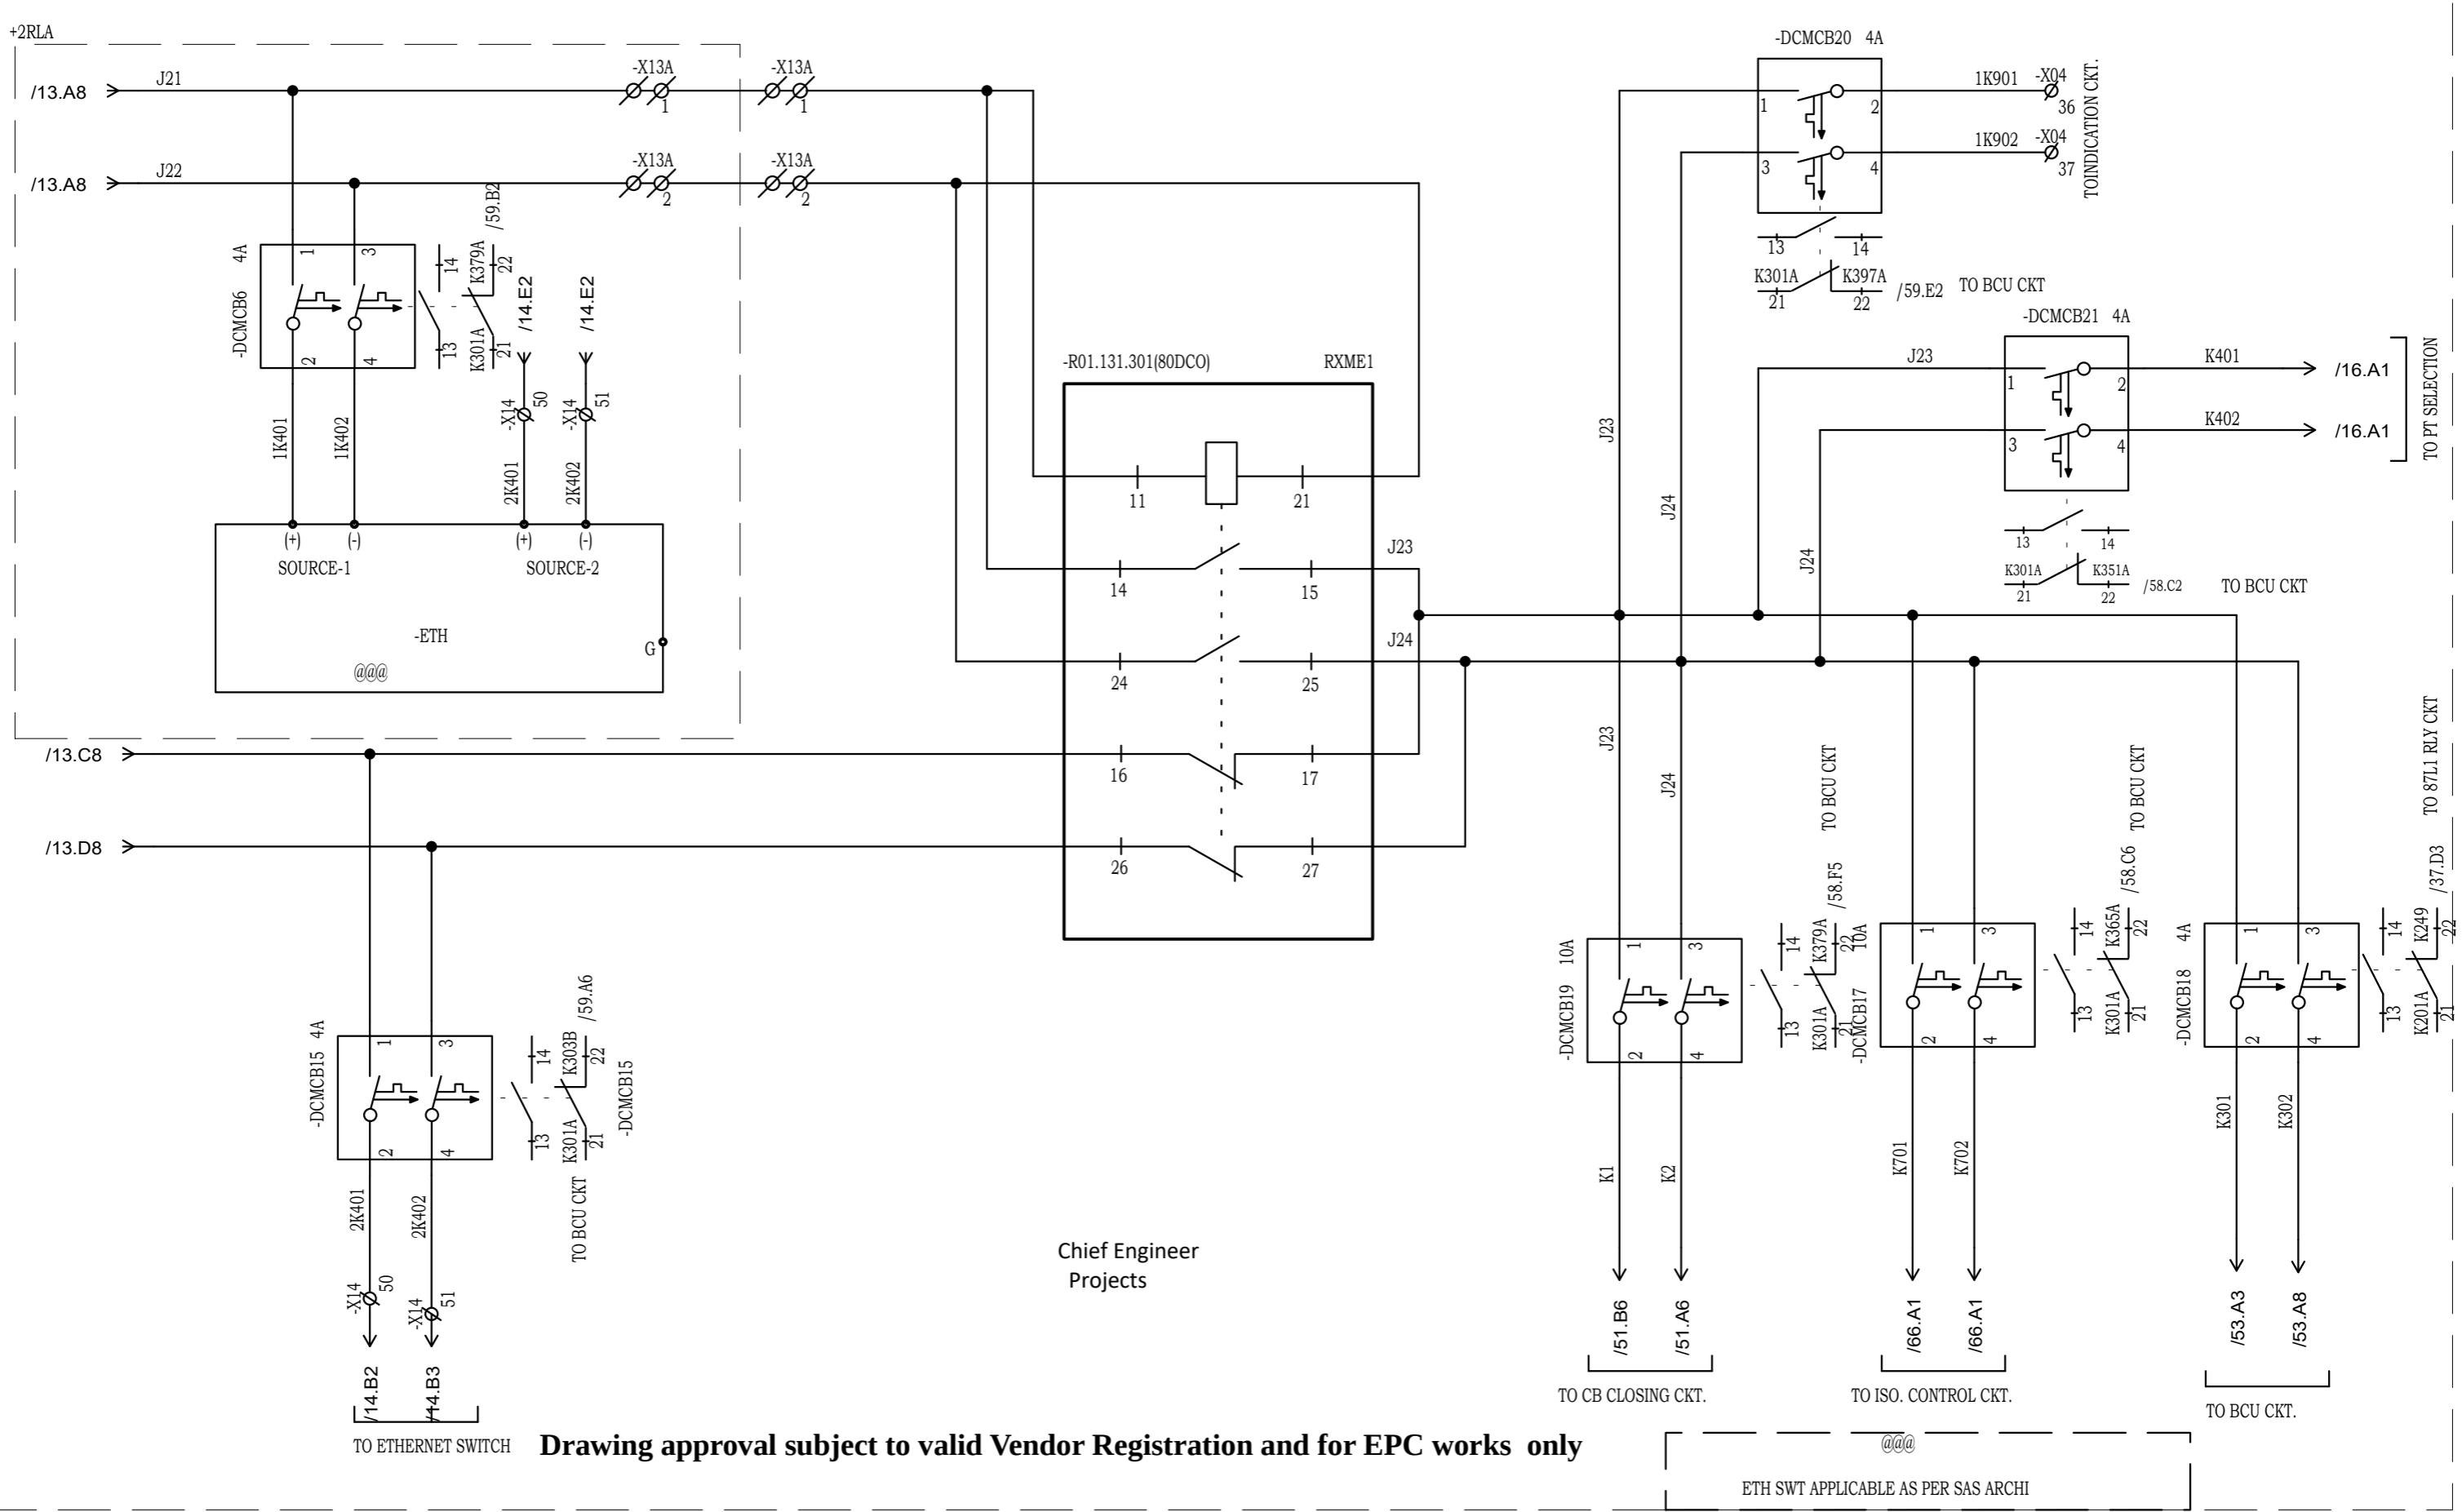 +2RLA
/13.A8
J21
-X13A
1
-X13A
1
/13.A8
J22
-X13A
2
-X13A
2
-DCMCB6
4A
1
3
2
4
14
13
K379A
22
/59.B2
K301A
21
/14.E2
/14.E2
-X14
50
-X14
51
1K401
1K402
2K401
2K402
(+)
(-)
(+)
(-)
SOURCE-1
SOURCE-2
-ETH
@@@
G
/13.C8
/13.D8
-R01.131.301(80DCO)
RXME1
11
21
14
15
24
25
16
17
26
27
J23
J24
-DCMCB20 4A
1
2
3
4
1K901
-X04
36
1K902
-X04
37
TOINDICATION CKT.
13
14
K301A
K397A
21
22
/59.E2
TO BCU CKT
-DCMCB21 4A
J23
1
2
3
4
K401
/16.A1
K402
/16.A1
TO PT SELECTION
13
14
K301A
K351A
21
22
/58.C2
TO BCU CKT
J23
J24
J24
J23
J24
-DCMCB15 4A
1
3
2
4
14
13
K303B
22
/59.A6
K301A
21
-DCMCB15
TO BCU CKT
2K401
2K402
-X14
50
-X14
51
/14.B2
/14.B3
TO ETHERNET SWITCH
Chief Engineer
Projects
-DCMCB19 10A
1
3
2
4
14
13
K379A
22
/58.F5
K301A
21
TO BCU CKT
K1
K2
/51.B6
/51.A6
TO CB CLOSING CKT.
-DCMCB17
10A
1
3
2
4
14
13
K365A
22
/58.C6
K301A
21
TO BCU CKT
K701
K702
/66.A1
/66.A1
TO ISO. CONTROL CKT.
-DCMCB18
4A
1
3
2
4
14
13
K249
22
/37.D3
K201A
21
TO 87L1 RLY CKT
K301
K302
/53.A3
/53.A8
TO BCU CKT.
Drawing approval subject to valid Vendor Registration and for EPC works only
@@@
ETH SWT APPLICABLE AS PER SAS ARCHI